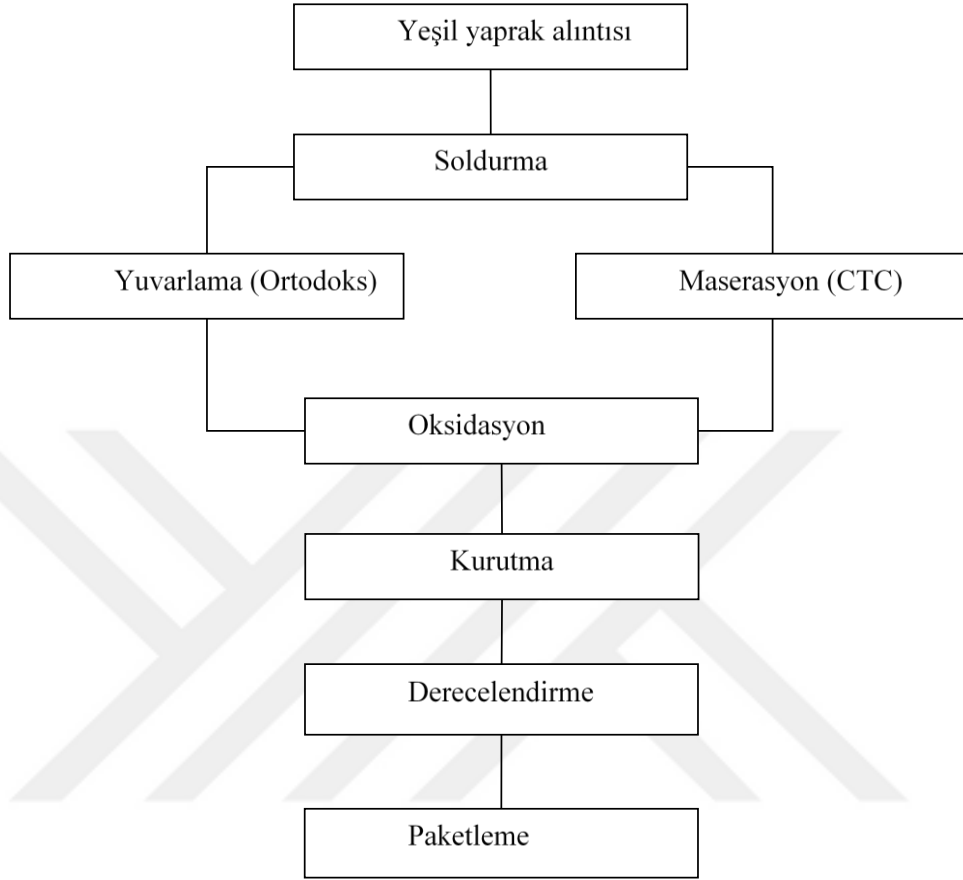 Yeşil yaprak alıntısı
Soldurma
Yuvarlama (Ortodoks)
Maserasyon (CTC)
Oksidasyon
Kurutma
Derecelendirme
Paketleme